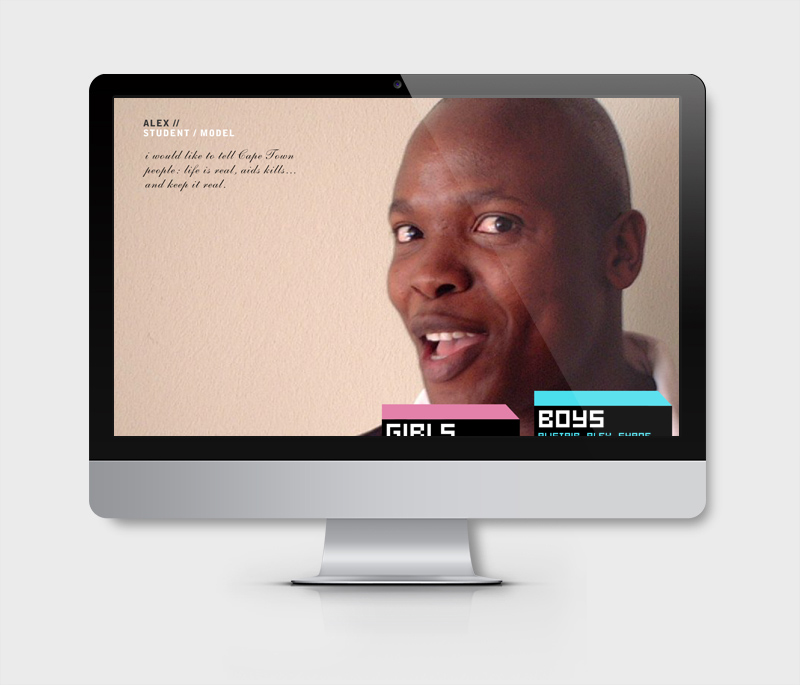 ALEX //
STUDENT / MODEL
i would like to tell Cape Town
people: life is real, aids kills...
and keep it real.
GIRLS
BOYS
ALEX